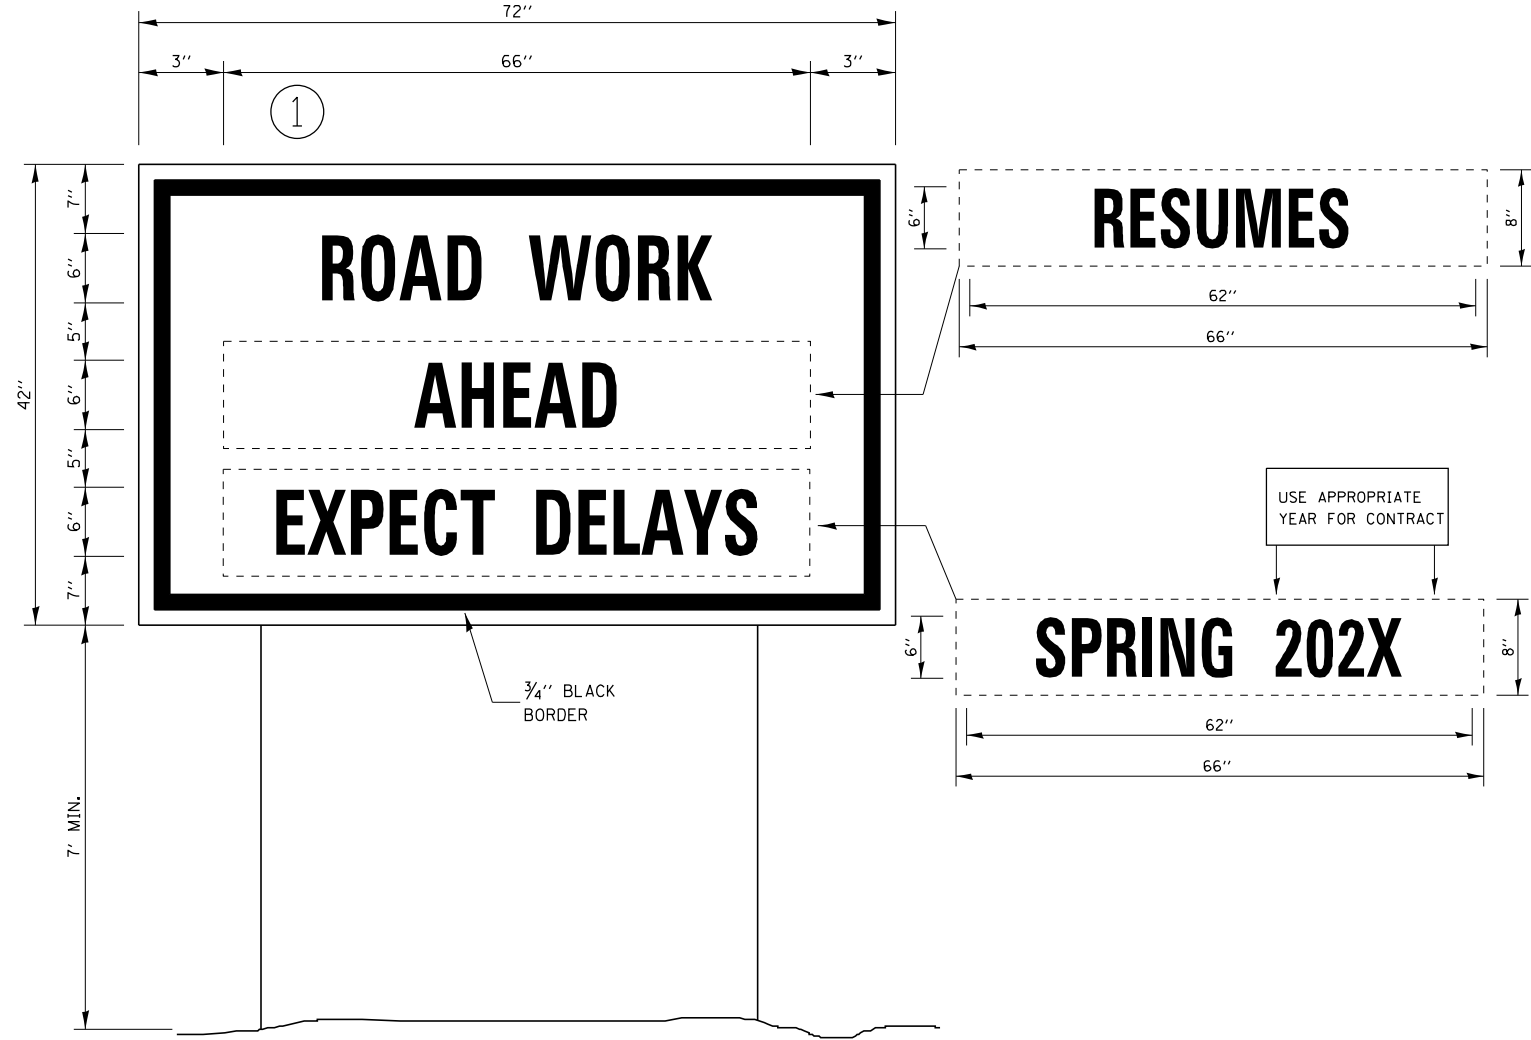 72''
3'' 66'' 3''
1
7''
6''
5''
6''
5''
6''
7''
42''
7' MIN.
ROAD WORK
AHEAD
EXPECT DELAYS
3/4'' BLACK
BORDER
RESUMES
6''
8''
62''
66''
USE APPROPRIATE
YEAR FOR CONTRACT
SPRING 202X
6''
8''
62''
66''